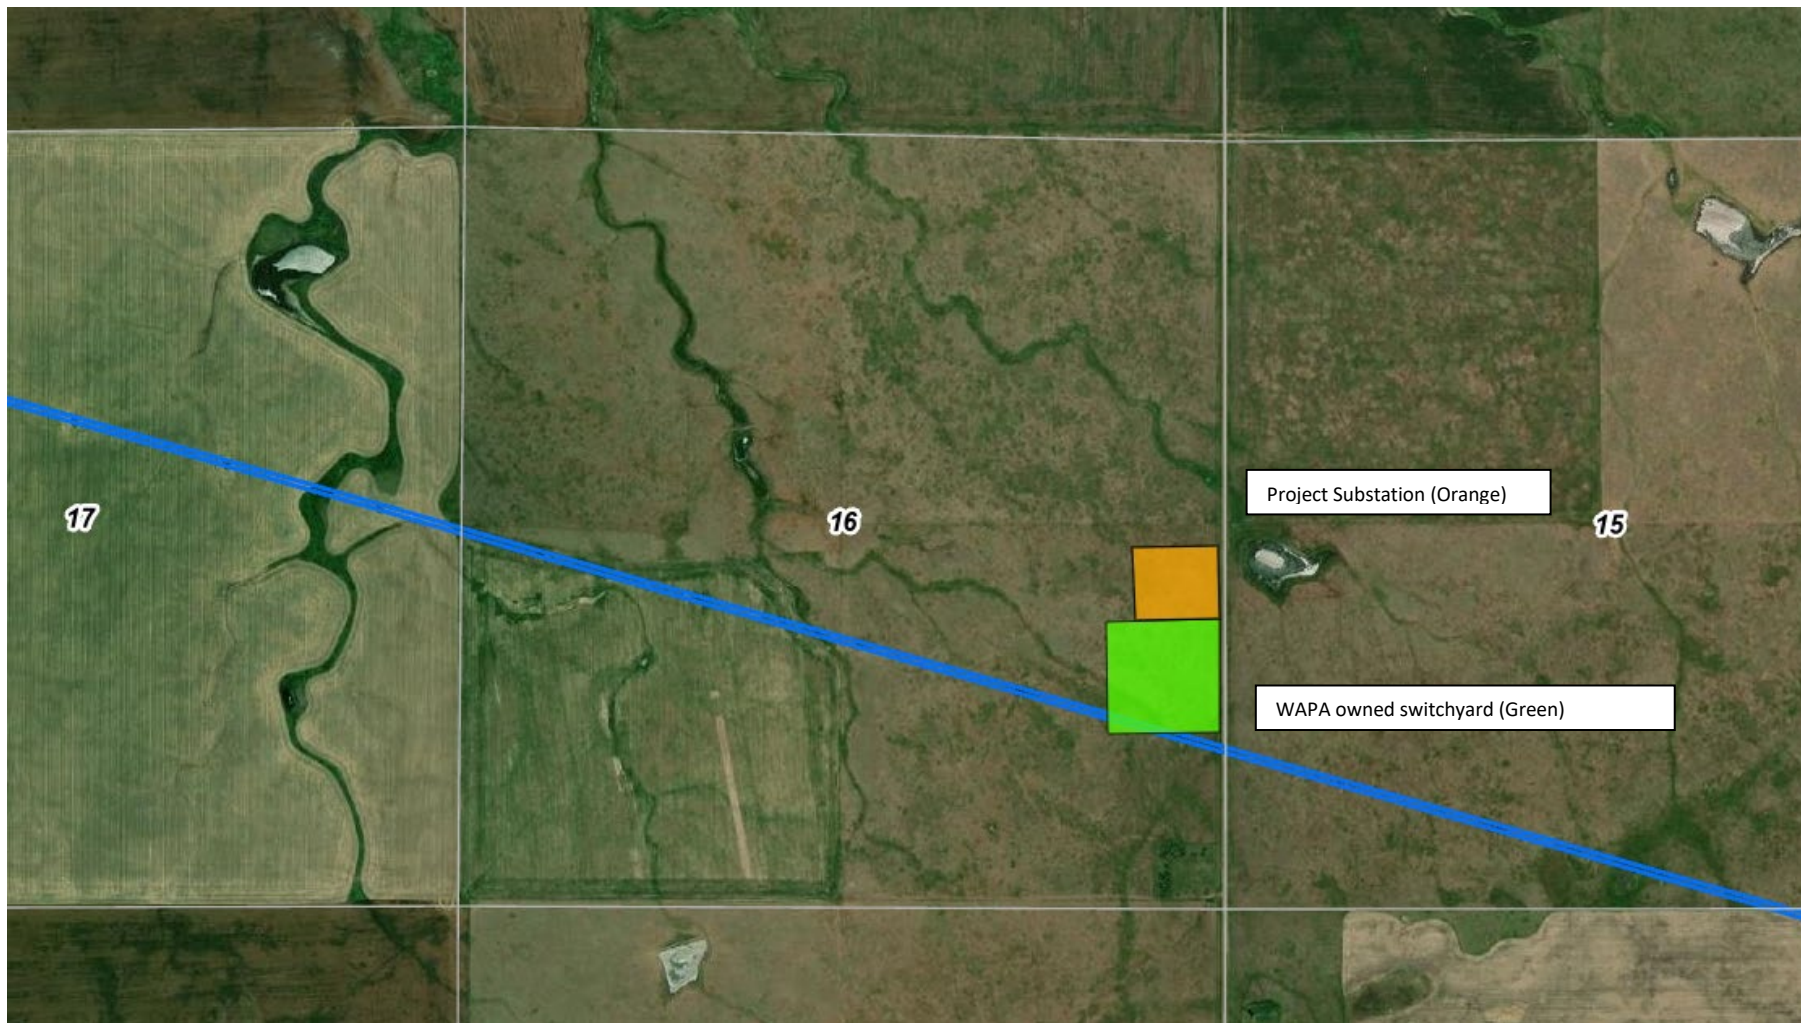 Project Substation (Orange)
17
16
15
WAPA owned switchyard (Green)